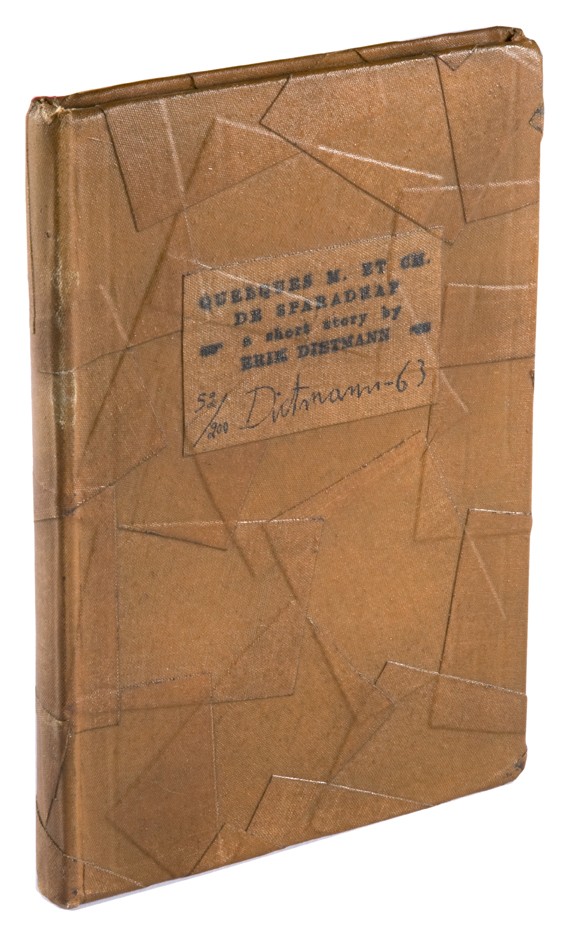 QUELQUES M. ET CM.
DE SPARADRAP
a short story by
ERIK DIETMANN
52/200 Dietmann-63